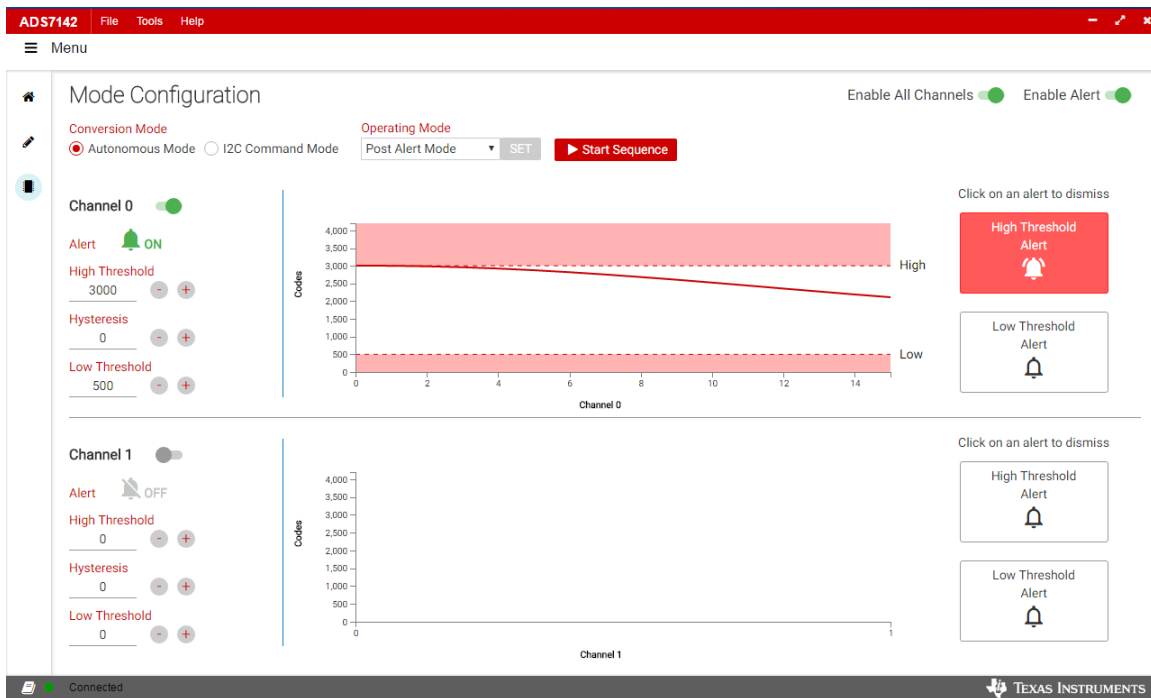 ADS7142 File Tools Help
Menu
Mode Configuration
Enable All Channels
Enable Alert
Conversion Mode
Autonomous Mode
I2C Command Mode
Operating Mode
Post Alert Mode
SET
Start Sequence
Channel 0
Alert
ON
High Threshold
3000
- +
Hysteresis
0
- +
Low Threshold
500
- +
Codes
4,000
3,500
3,000
2,500
2,000
1,500
1,000
500
0
0 2 4 6 8 10 12 14
Channel 0
High
Low
Click on an alert to dismiss
High Threshold
Alert
Low Threshold
Alert
Channel 1
Alert
OFF
High Threshold
0
- +
Hysteresis
0
- +
Low Threshold
0
- +
Codes
4,000
3,500
3,000
2,500
2,000
1,500
1,000
500
0
0 1
Channel 1
Click on an alert to dismiss
High Threshold
Alert
Low Threshold
Alert
Connected
TEXAS INSTRUMENTS